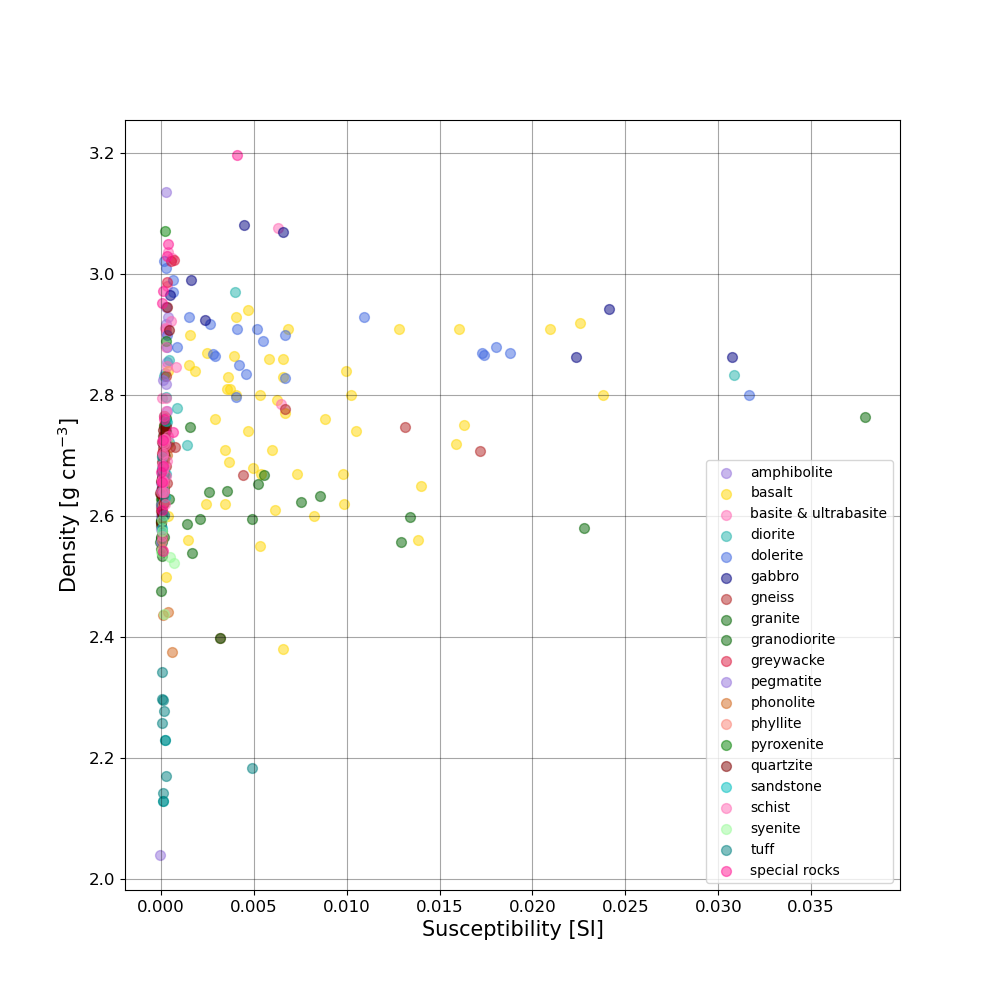 3.2
3.0
2.8
2.6
2.4
2.2
2.0
Density [g cm⁻³]
0.000 0.005 0.010 0.015 0.020 0.025 0.030 0.035
Susceptibility [SI]
amphibolite
basalt
basite & ultrabasite
diorite
dolerite
gabbro
gneiss
granite
granodiorite
greywacke
pegmatite
phonolite
phyllite
pyroxenite
quartzite
sandstone
schist
syenite
tuff
special rocks